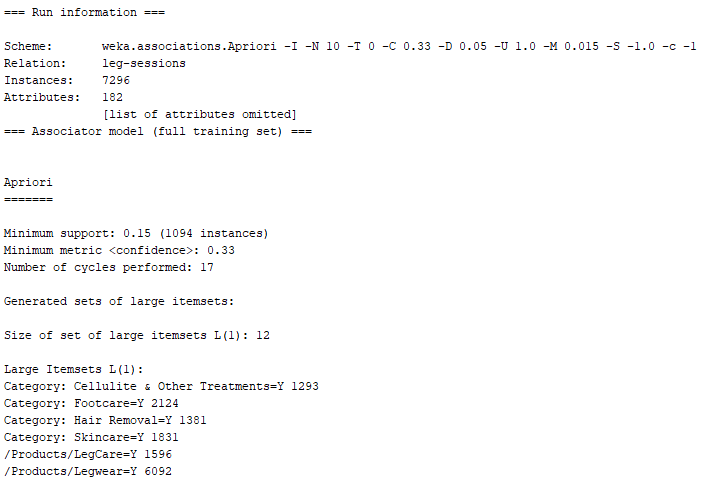 === Run information ===
Scheme: weka.associations.Apriori -I -N 10 -T 0 -C 0.33 -D 0.05 -U 1.0 -M 0.015 -S -1.0 -c -1
Relation: leg-sessions
Instances: 7296
Attributes: 182
[list of attributes omitted]
=== Associator model (full training set) ===
Apriori
=======
Minimum support: 0.15 (1094 instances)
Minimum metric <confidence>: 0.33
Number of cycles performed: 17
Generated sets of large itemsets:
Size of set of large itemsets L(1): 12
Large Itemsets L(1):
Category: Cellulite & Other Treatments=Y 1293
Category: Footcare=Y 2124
Category: Hair Removal=Y 1381
Category: Skincare=Y 1831
/Products/LegCare=Y 1596
/Products/Legwear=Y 6092